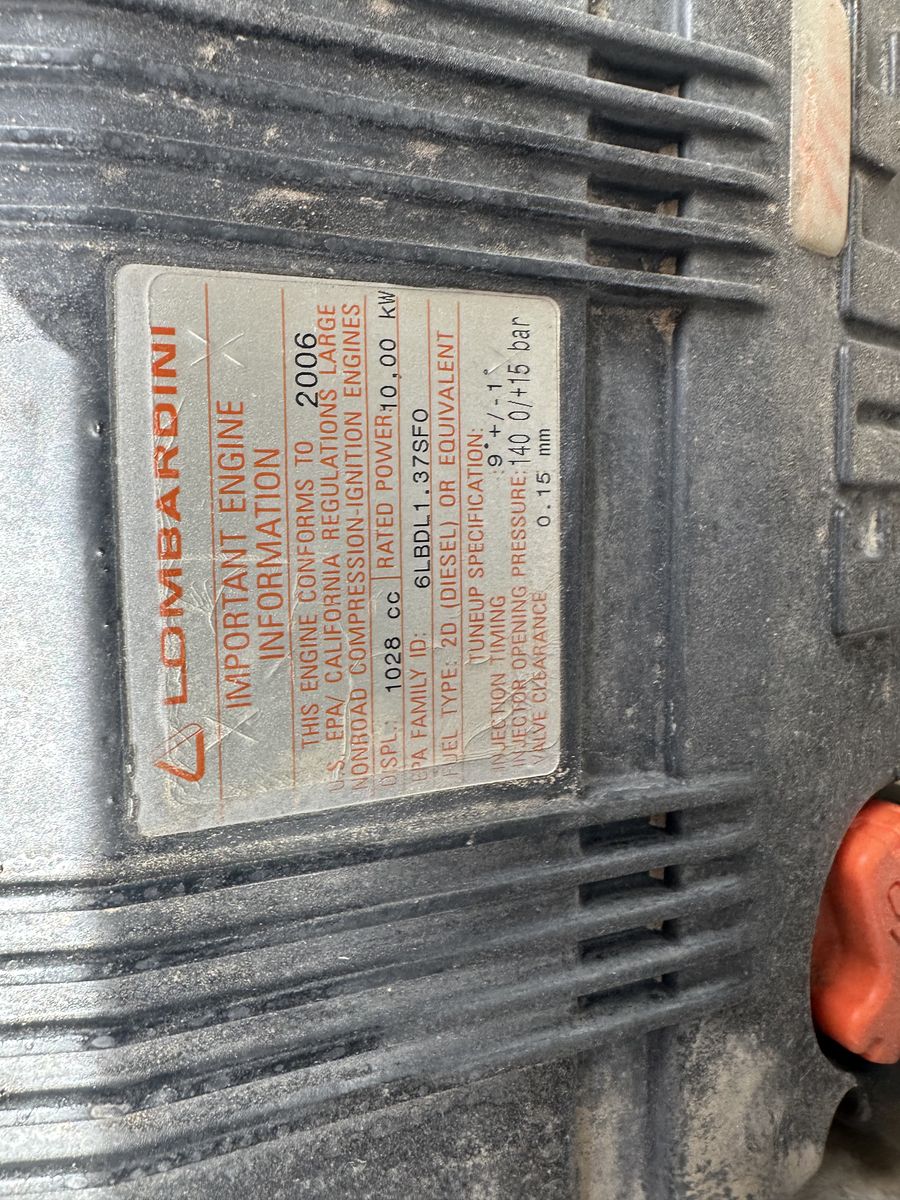 LOMBARDINI
IMPORTANT ENGINE
INFORMATION
THIS ENGINE CONFORMS TO 2006
U.S. EPA/ CALIFORNIA REGULATIONS LARGE
NONROAD COMPRESSION-IGNITION ENGINES
DISPL.: 1028 cc RATED POWER: 10,00 kW
EPA FAMILY ID: 6LBDL1.37SFO
FUEL TYPE: 2D (DIESEL) OR EQUIVALENT
TUNEUP SPECIFICATION:
INJECTION TIMING :9°+/-1°
INJECTOR OPENING PRESSURE:140 0/+15 bar
VALVE CLEARANCE 0.15 mm